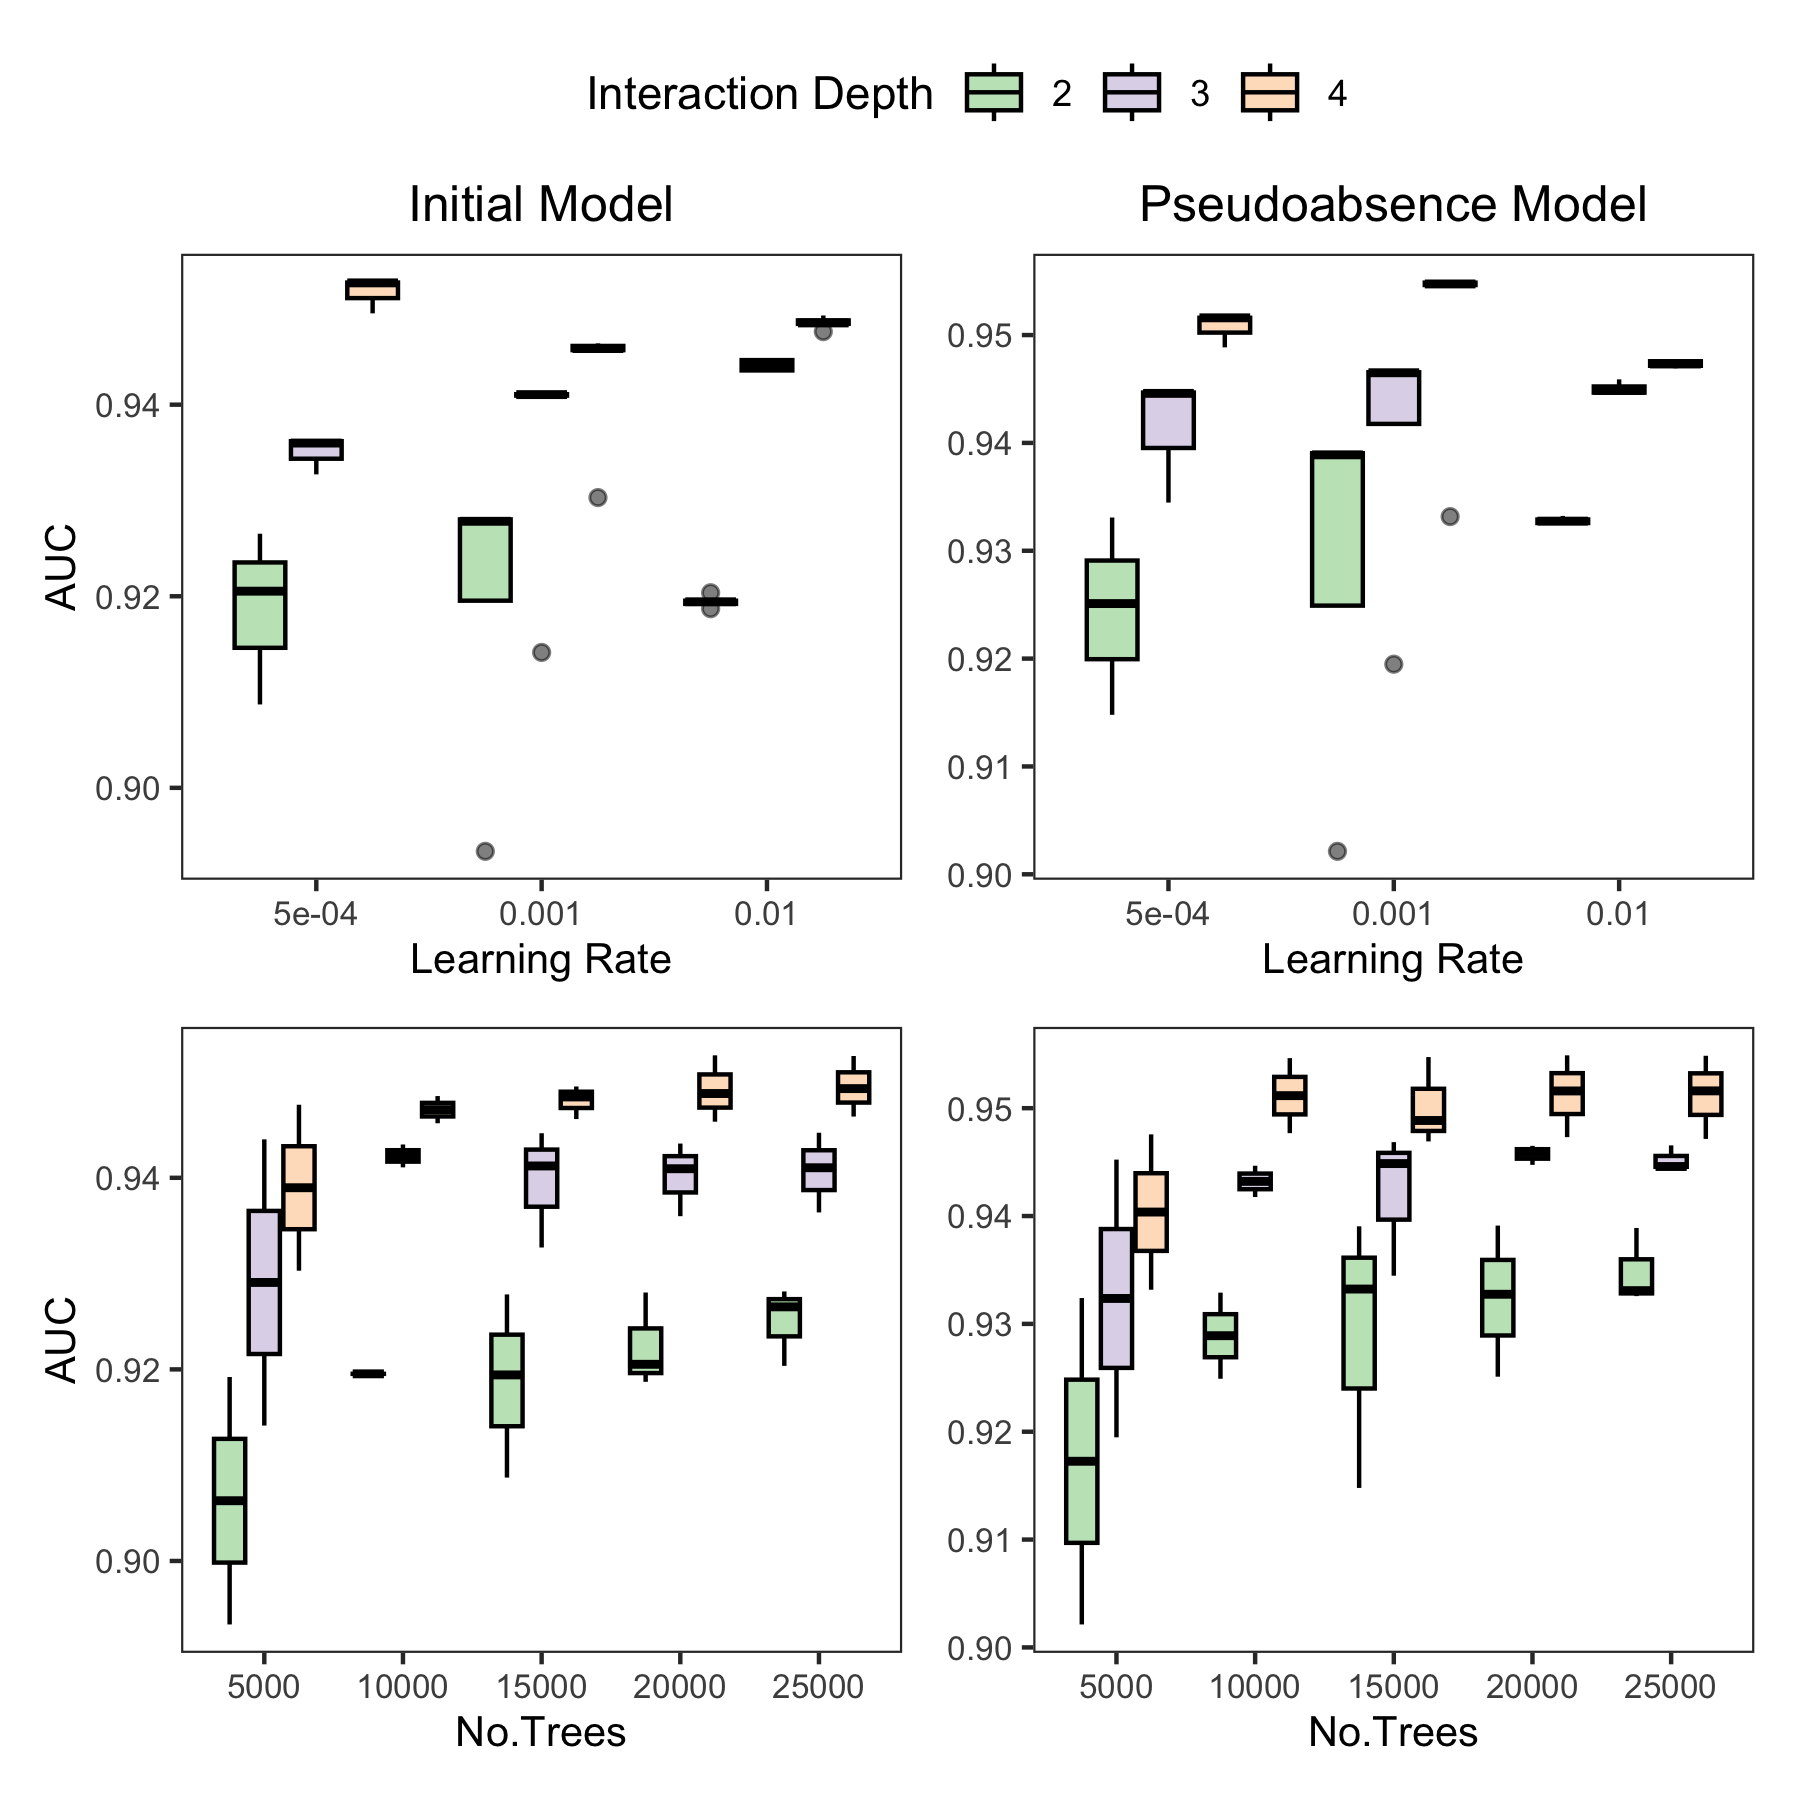 Interaction Depth 2 3 4
Initial Model
Pseudoabsence Model
AUC
0.94
0.92
0.90
5e-04 0.001 0.01
Learning Rate
0.95
0.94
0.93
0.92
0.91
0.90
5e-04 0.001 0.01
Learning Rate
AUC
0.94
0.92
0.90
5000 10000 15000 20000 25000
No.Trees
0.95
0.94
0.93
0.92
0.91
0.90
5000 10000 15000 20000 25000
No.Trees